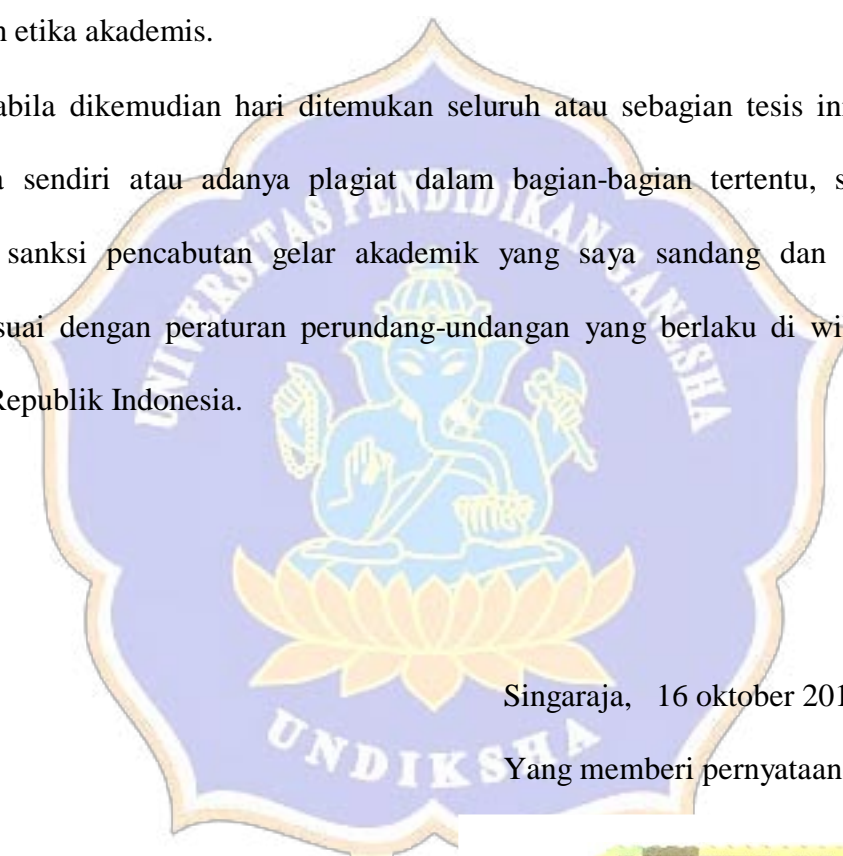 n etika akademis.
abila dikemudian hari ditemukan seluruh atau sebagian tesis ini
a sendiri atau adanya plagiat dalam bagian-bagian tertentu, s
sanksi pencabutan gelar akademik yang saya sandang dan
suai dengan peraturan perundang-undangan yang berlaku di wi
Republik Indonesia.
UNIVERSITAS PENDIDIKAN GANESHA
UNDIKSHA
Singaraja, 16 oktober 201
Yang memberi pernyataan